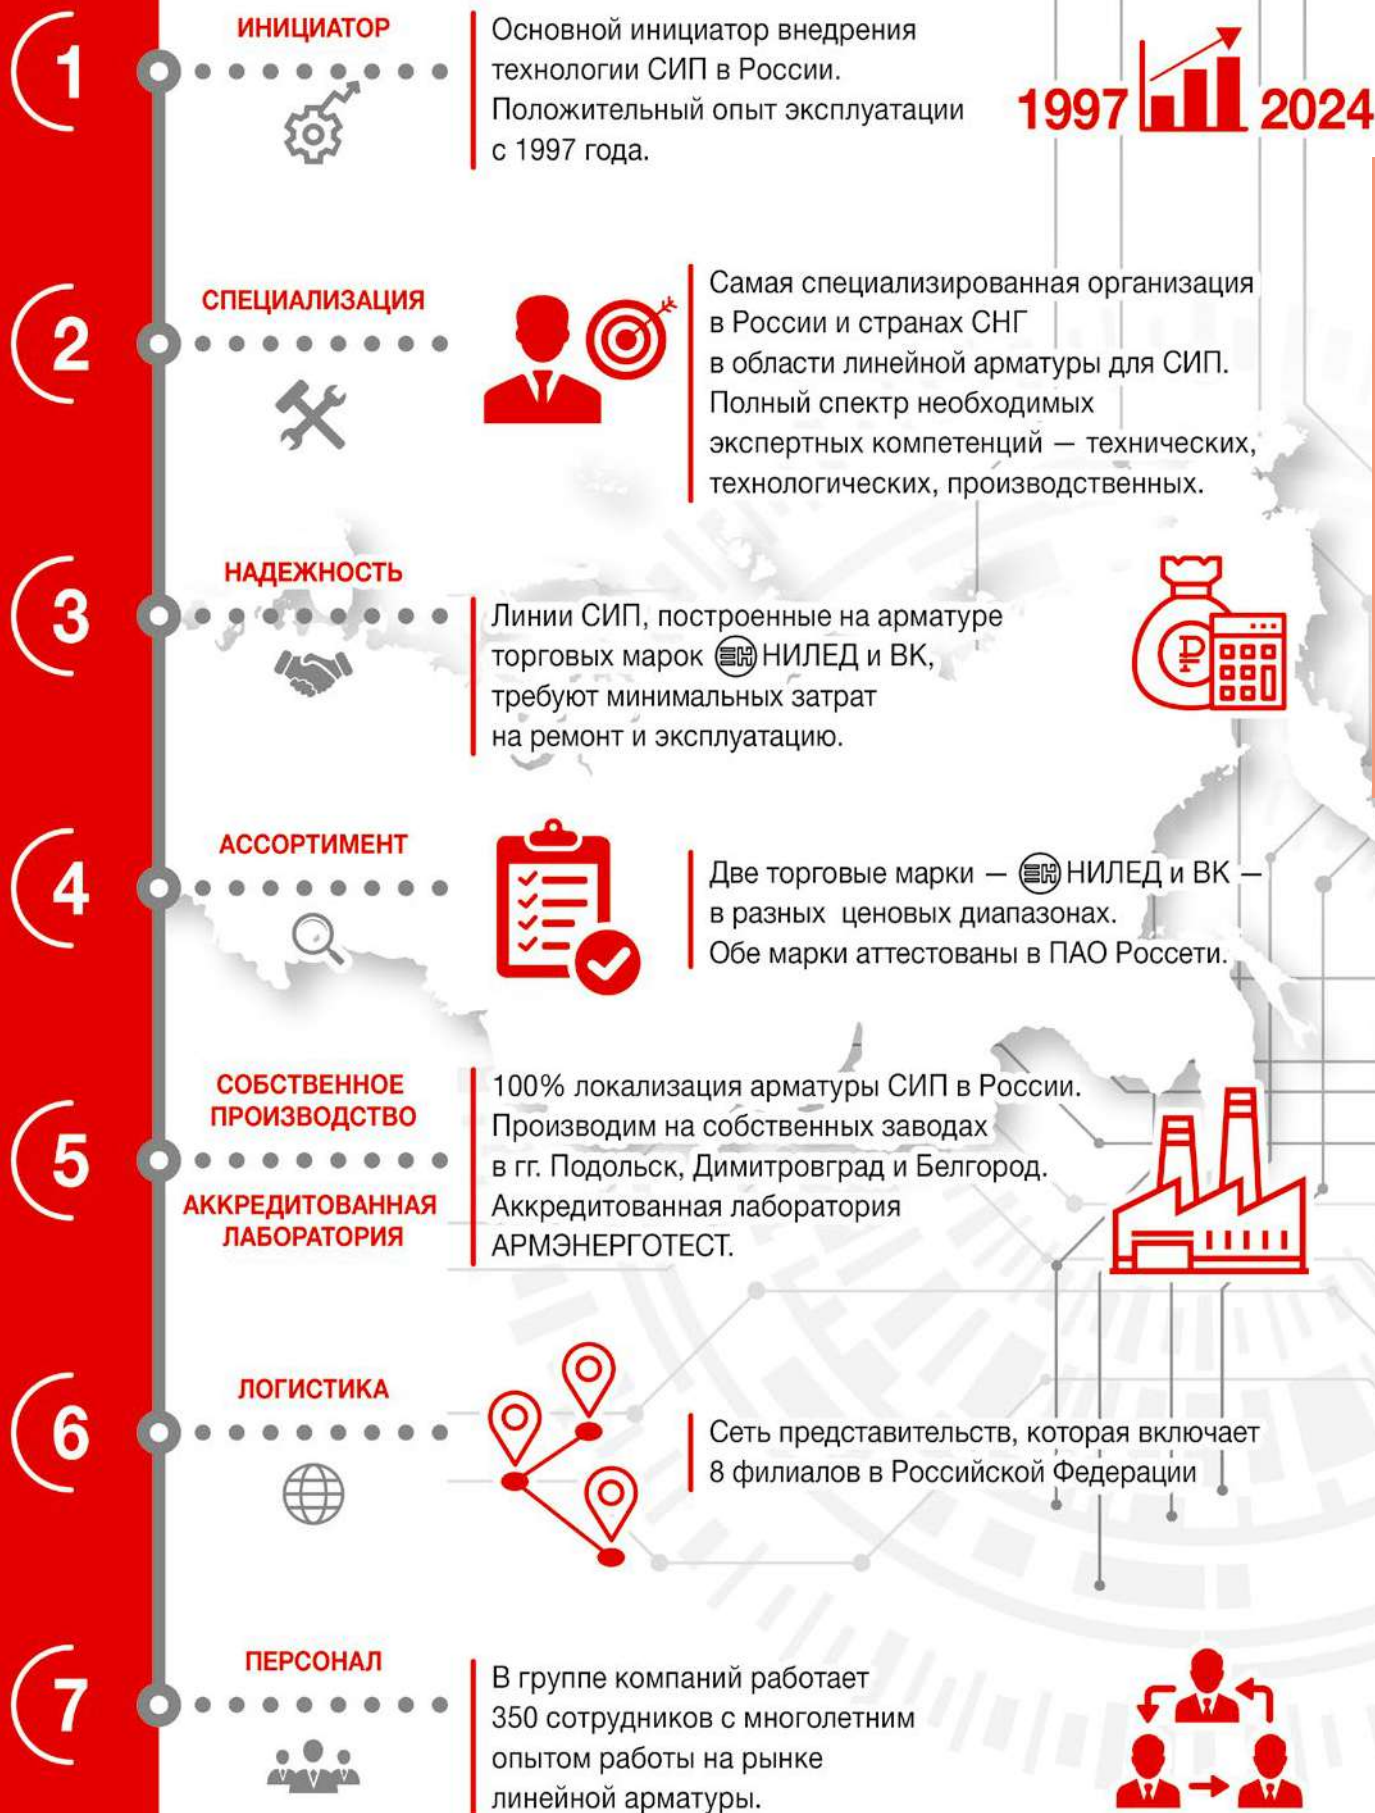 1
ИНИЦИАТОР
Основной инициатор внедрения
технологии СИП в России.
Положительный опыт эксплуатации
с 1997 года.
1997 2024
2
СПЕЦИАЛИЗАЦИЯ
Самая специализированная организация
в России и странах СНГ
в области линейной арматуры для СИП.
Полный спектр необходимых
экспертных компетенций — технических,
технологических, производственных.
3
НАДЕЖНОСТЬ
Линии СИП, построенные на арматуре
торговых марок НИЛЕД и ВК,
требуют минимальных затрат
на ремонт и эксплуатацию.
4
АССОРТИМЕНТ
Две торговые марки — НИЛЕД и ВК —
в разных ценовых диапазонах.
Обе марки аттестованы в ПАО Россети.
5
СОБСТВЕННОЕ
ПРОИЗВОДСТВО
АККРЕДИТОВАННАЯ
ЛАБОРАТОРИЯ
100% локализация арматуры СИП в России.
Производим на собственных заводах
в гг. Подольск, Димитровград и Белгород.
Аккредитованная лаборатория
АРМЭНЕРГОТЕСТ.
6
ЛОГИСТИКА
Сеть представительств, которая включает
8 филиалов в Российской Федерации
7
ПЕРСОНАЛ
В группе компаний работает
350 сотрудников с многолетним
опытом работы на рынке
линейной арматуры.